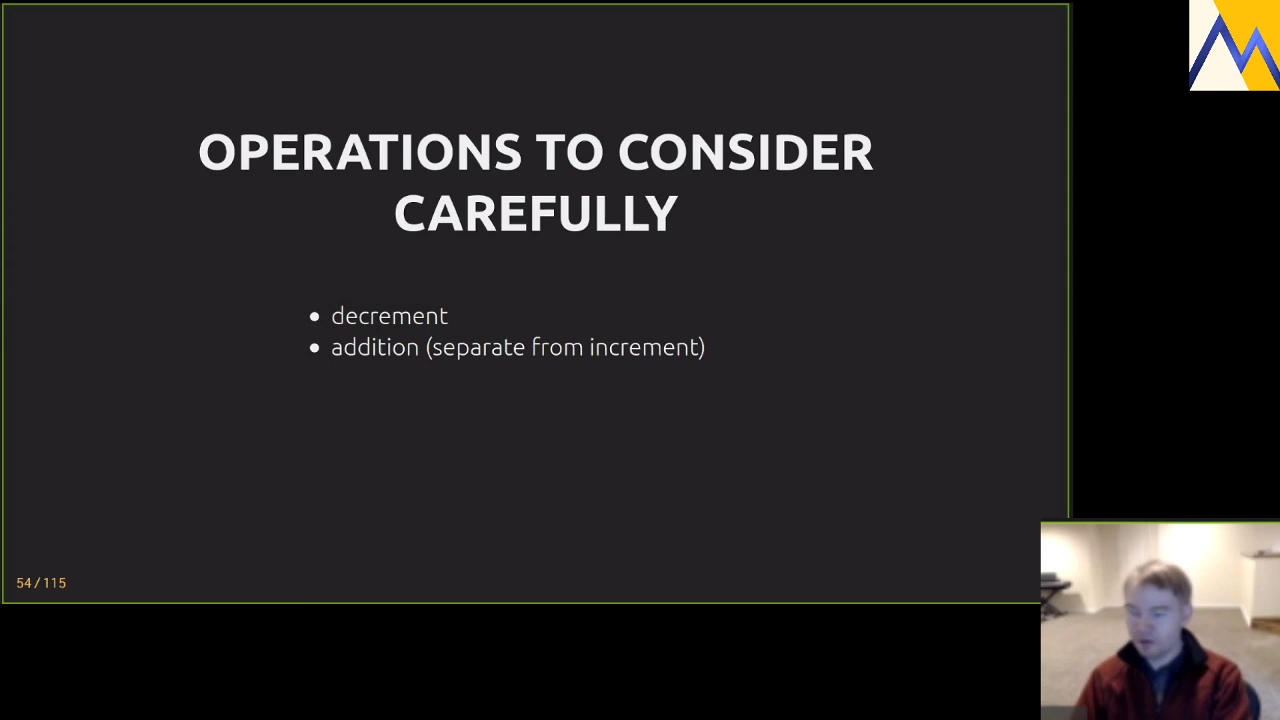 OPERATIONS TO CONSIDER
CAREFULLY
• decrement
• addition (separate from increment)
54 / 115